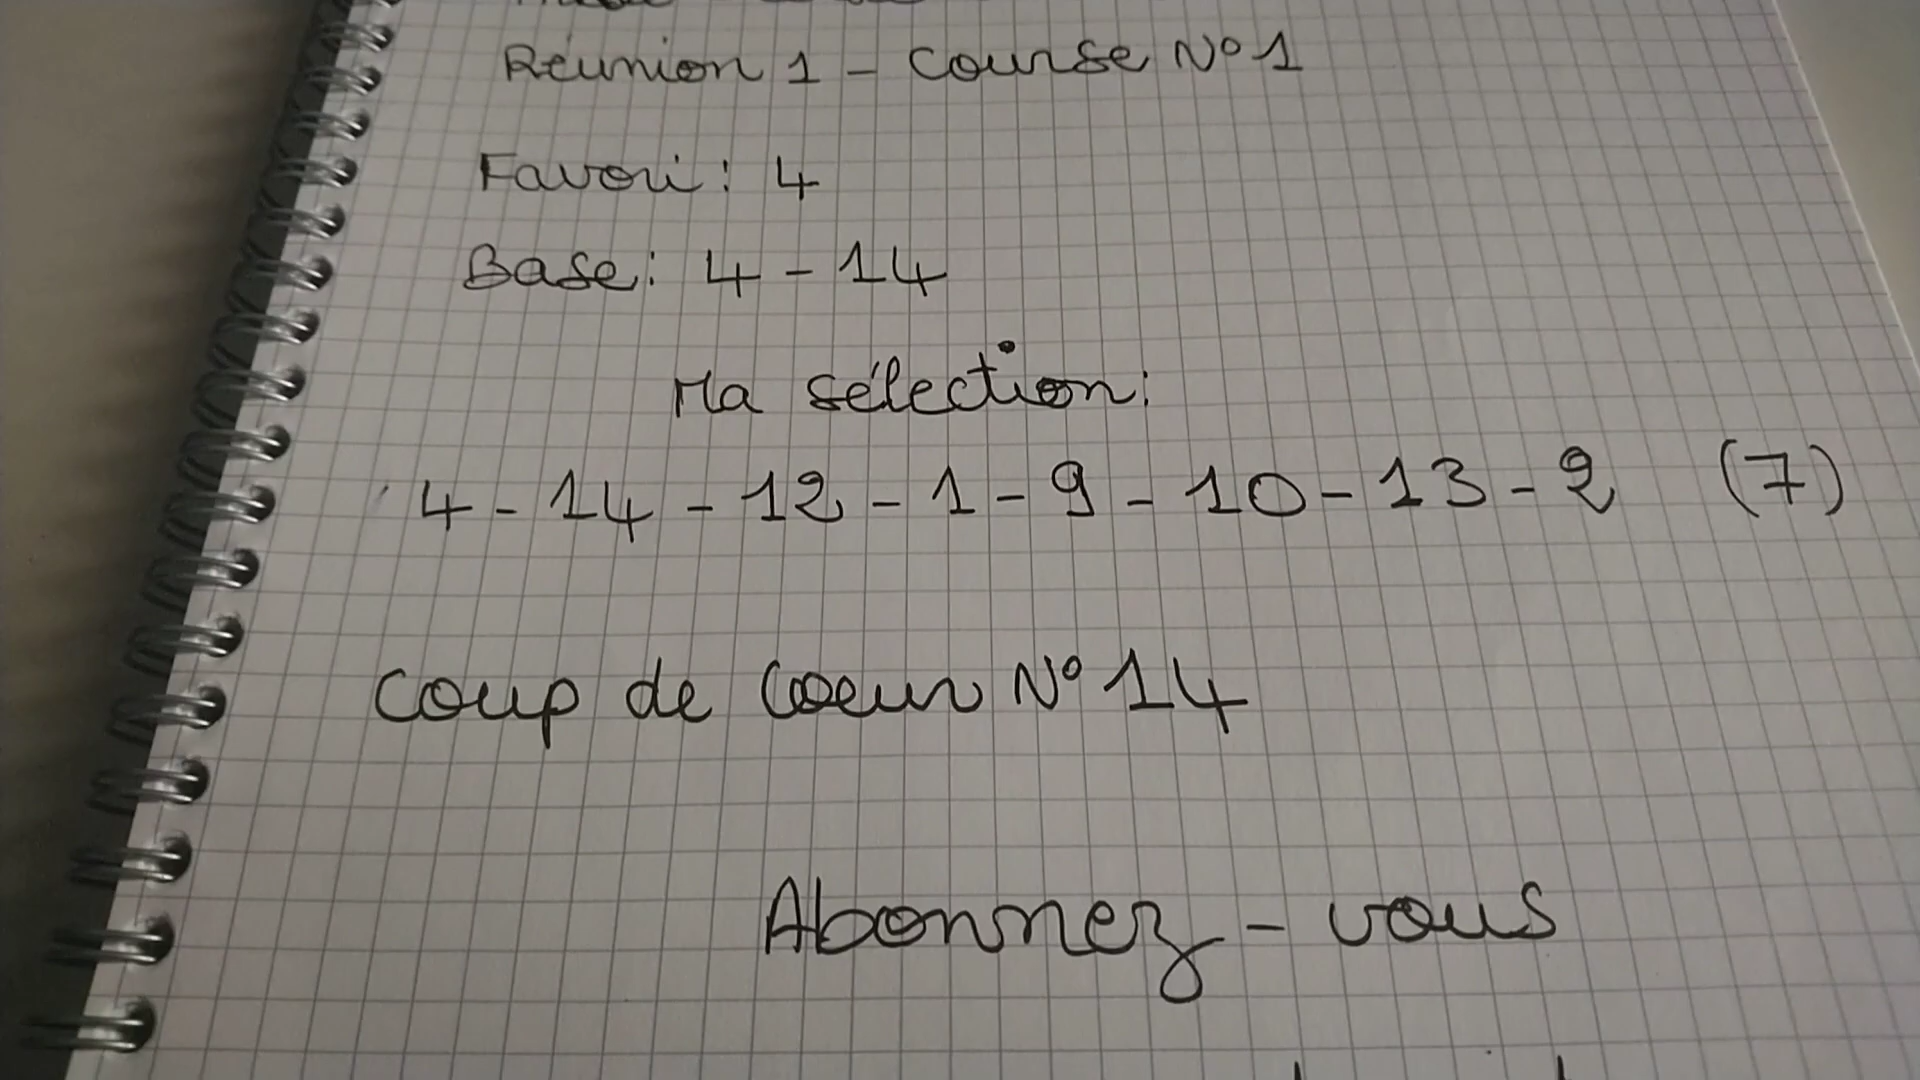 Réunion 1 - Course N° 1
Favori : 4
Base : 4 - 14
Ma sélection :
4 - 14 - 12 - 1 - 9 - 10 - 13 - 2 (7)
Coup de Coeur N° 14
Abonnez - vous